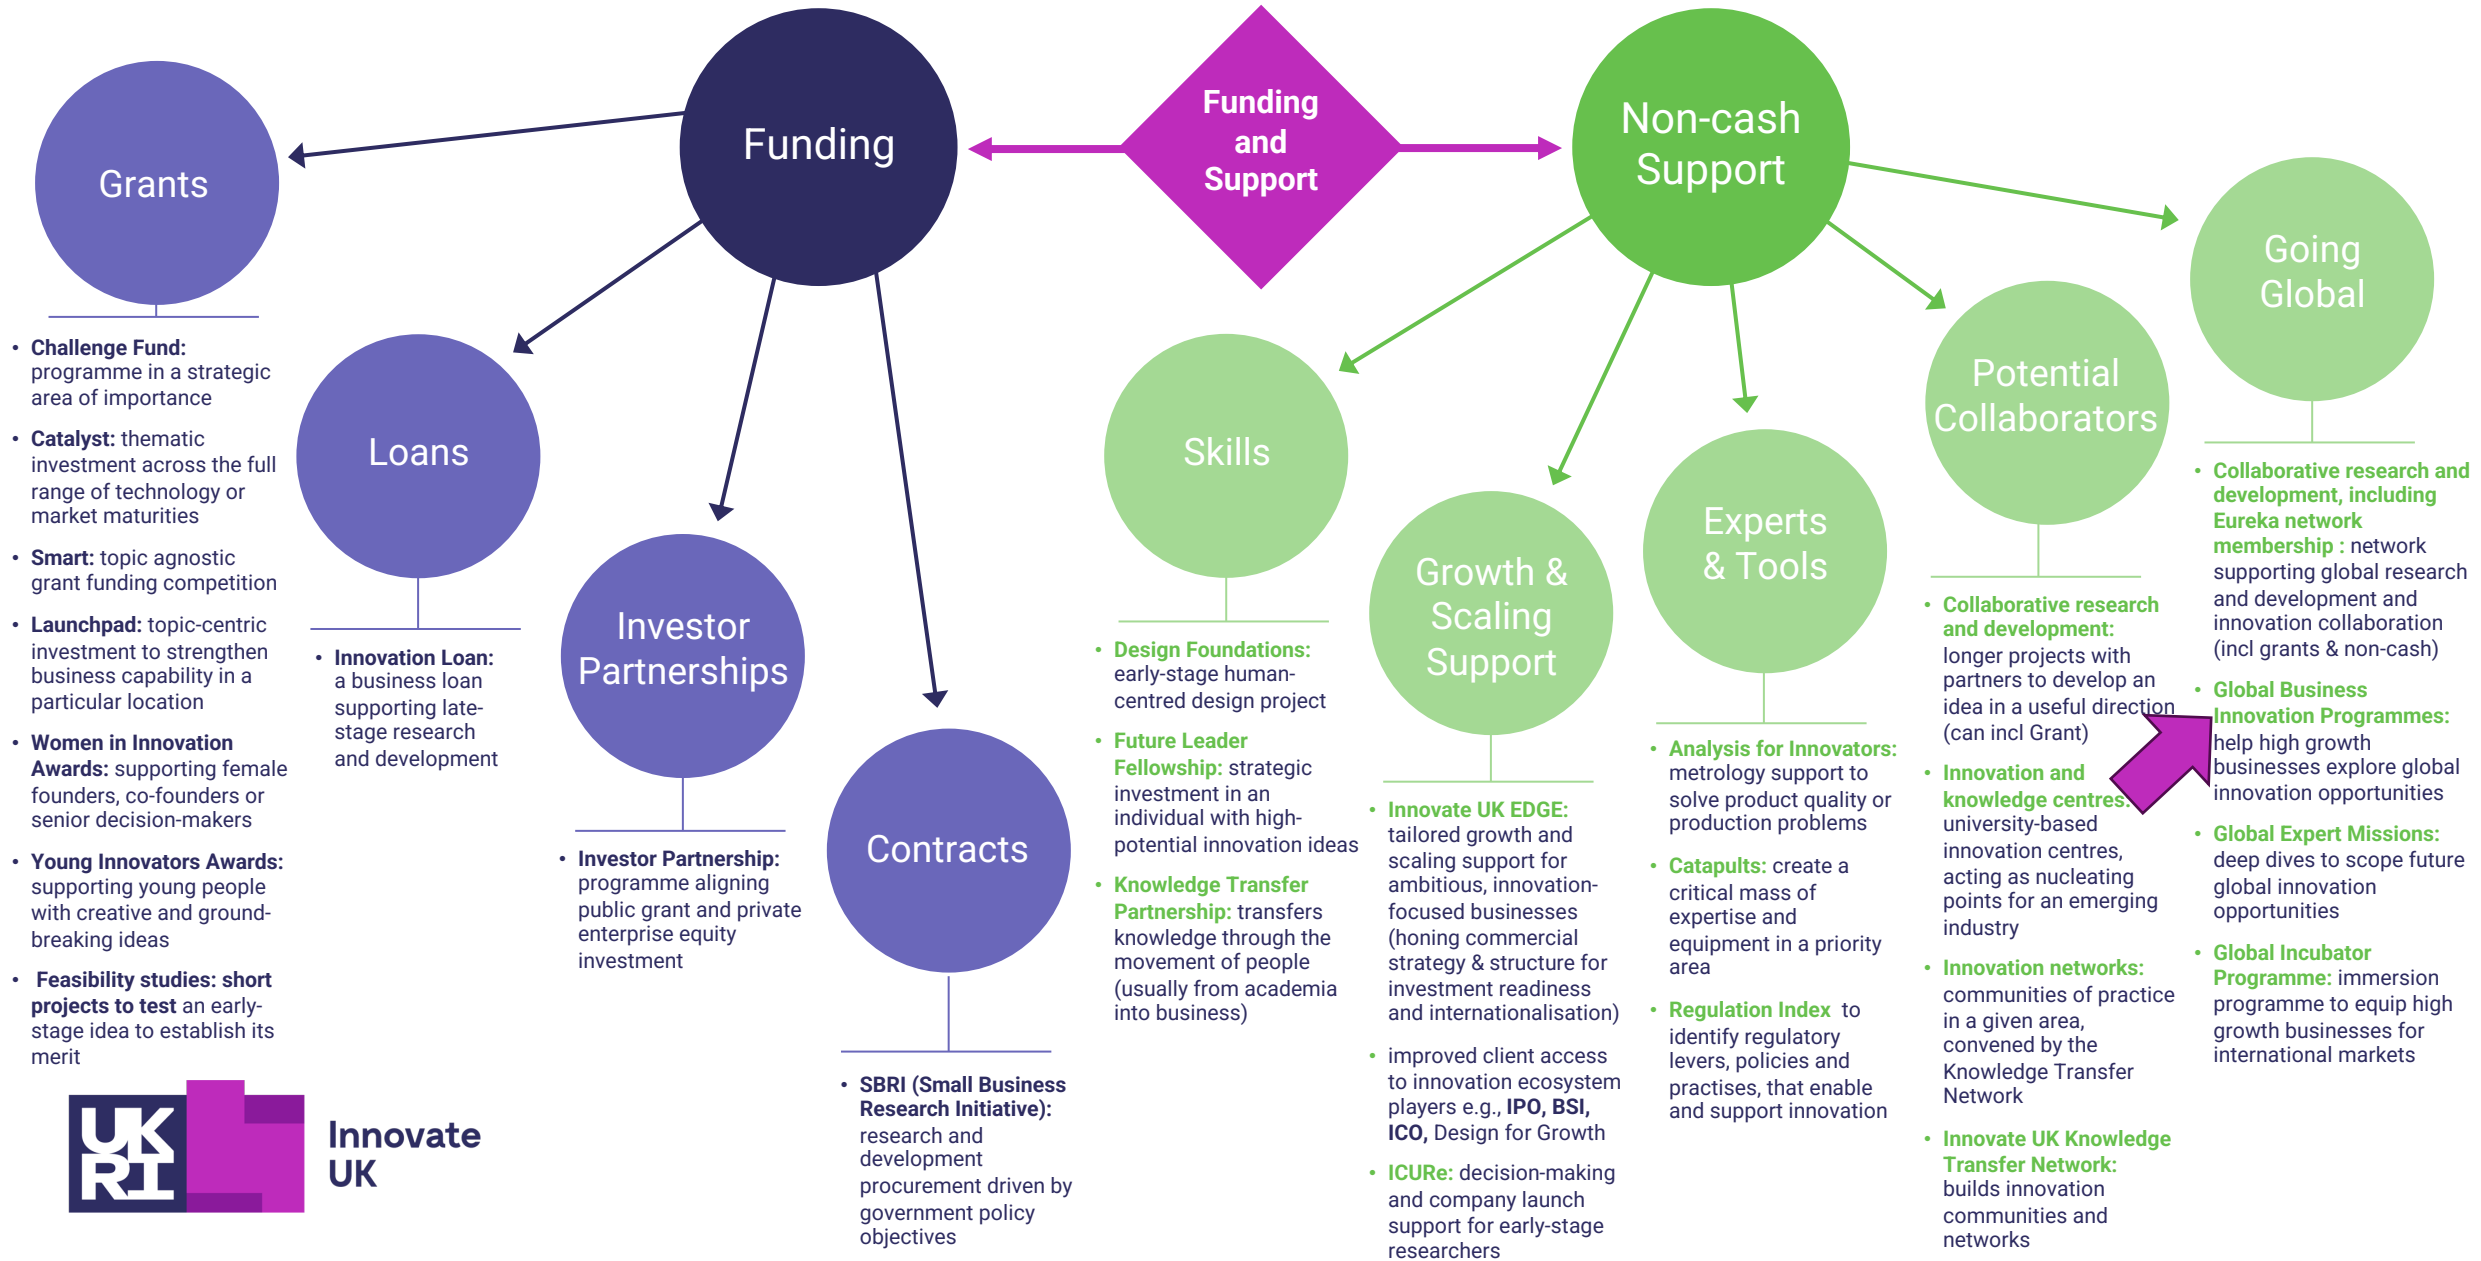 Funding
and
Support
Funding
Grants
• Challenge Fund:
programme in a strategic
area of importance
• Catalyst: thematic
investment across the full
range of technology or
market maturities
• Smart: topic agnostic
grant funding competition
• Launchpad: topic-centric
investment to strengthen
business capability in a
particular location
• Women in Innovation
Awards: supporting female
founders, co-founders or
senior decision-makers
• Young Innovators Awards:
supporting young people
with creative and ground-
breaking ideas
• Feasibility studies: short
projects to test an early-
stage idea to establish its
merit
Loans
• Innovation Loan:
a business loan
supporting late-
stage research
and development
Investor
Partnerships
• Investor Partnership:
programme aligning
public grant and private
enterprise equity
investment
Contracts
• SBRI (Small Business
Research Initiative):
research and
development
procurement driven by
government policy
objectives
Non-cash
Support
Skills
• Design Foundations:
early-stage human-
centred design project
• Future Leader
Fellowship: strategic
investment in an
individual with high-
potential innovation ideas
• Knowledge Transfer
Partnership: transfers
knowledge through the
movement of people
(usually from academia
into business)
Growth &
Scaling
Support
• Innovate UK EDGE:
tailored growth and
scaling support for
ambitious, innovation-
focused businesses
(honing commercial
strategy & structure for
investment readiness
and internationalisation)
• improved client access
to innovation ecosystem
players e.g., IPO, BSI,
ICO, Design for Growth
• ICURe: decision-making
and company launch
support for early-stage
researchers
Experts
& Tools
• Analysis for Innovators:
metrology support to
solve product quality or
production problems
• Catapults: create a
critical mass of
expertise and
equipment in a priority
area
• Regulation Index to
identify regulatory
levers, policies and
practises, that enable
and support innovation
Potential
Collaborators
• Collaborative research
and development:
longer projects with
partners to develop an
idea in a useful direction
(can incl Grant)
• Innovation and
knowledge centres:
university-based
innovation centres,
acting as nucleating
points for an emerging
industry
• Innovation networks:
communities of practice
in a given area,
convened by the
Knowledge Transfer
Network
• Innovate UK Knowledge
Transfer Network:
builds innovation
communities and
networks
Going
Global
• Collaborative research and
development, including
Eureka network
membership : network
supporting global research
and development and
innovation collaboration
(incl grants & non-cash)
• Global Business
Innovation Programmes:
help high growth
businesses explore global
innovation opportunities
• Global Expert Missions:
deep dives to scope future
global innovation
opportunities
• Global Incubator
Programme: immersion
programme to equip high
growth businesses for
international markets
UK
RI
Innovate
UK